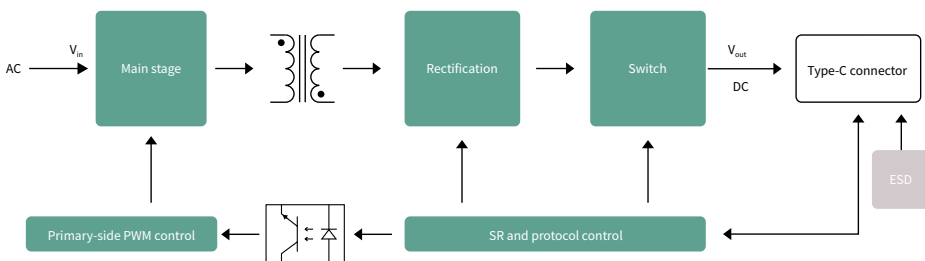 AC
Vin
Main stage
Rectification
Switch
Vout
DC
Type-C connector
ESD
Primary-side PWM control
SR and protocol control